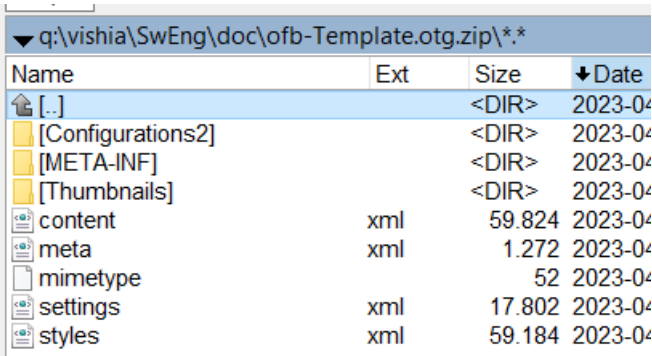 q:\vishia\SwEng\doc\ofb-Template.otg.zip\*.*
Name Ext Size Date
[..] <DIR> 2023-04
[Configurations2] <DIR> 2023-04
[META-INF] <DIR> 2023-04
[Thumbnails] <DIR> 2023-04
content xml 59.824 2023-04
meta xml 1.272 2023-04
mimetype 52 2023-04
settings xml 17.802 2023-04
styles xml 59.184 2023-04